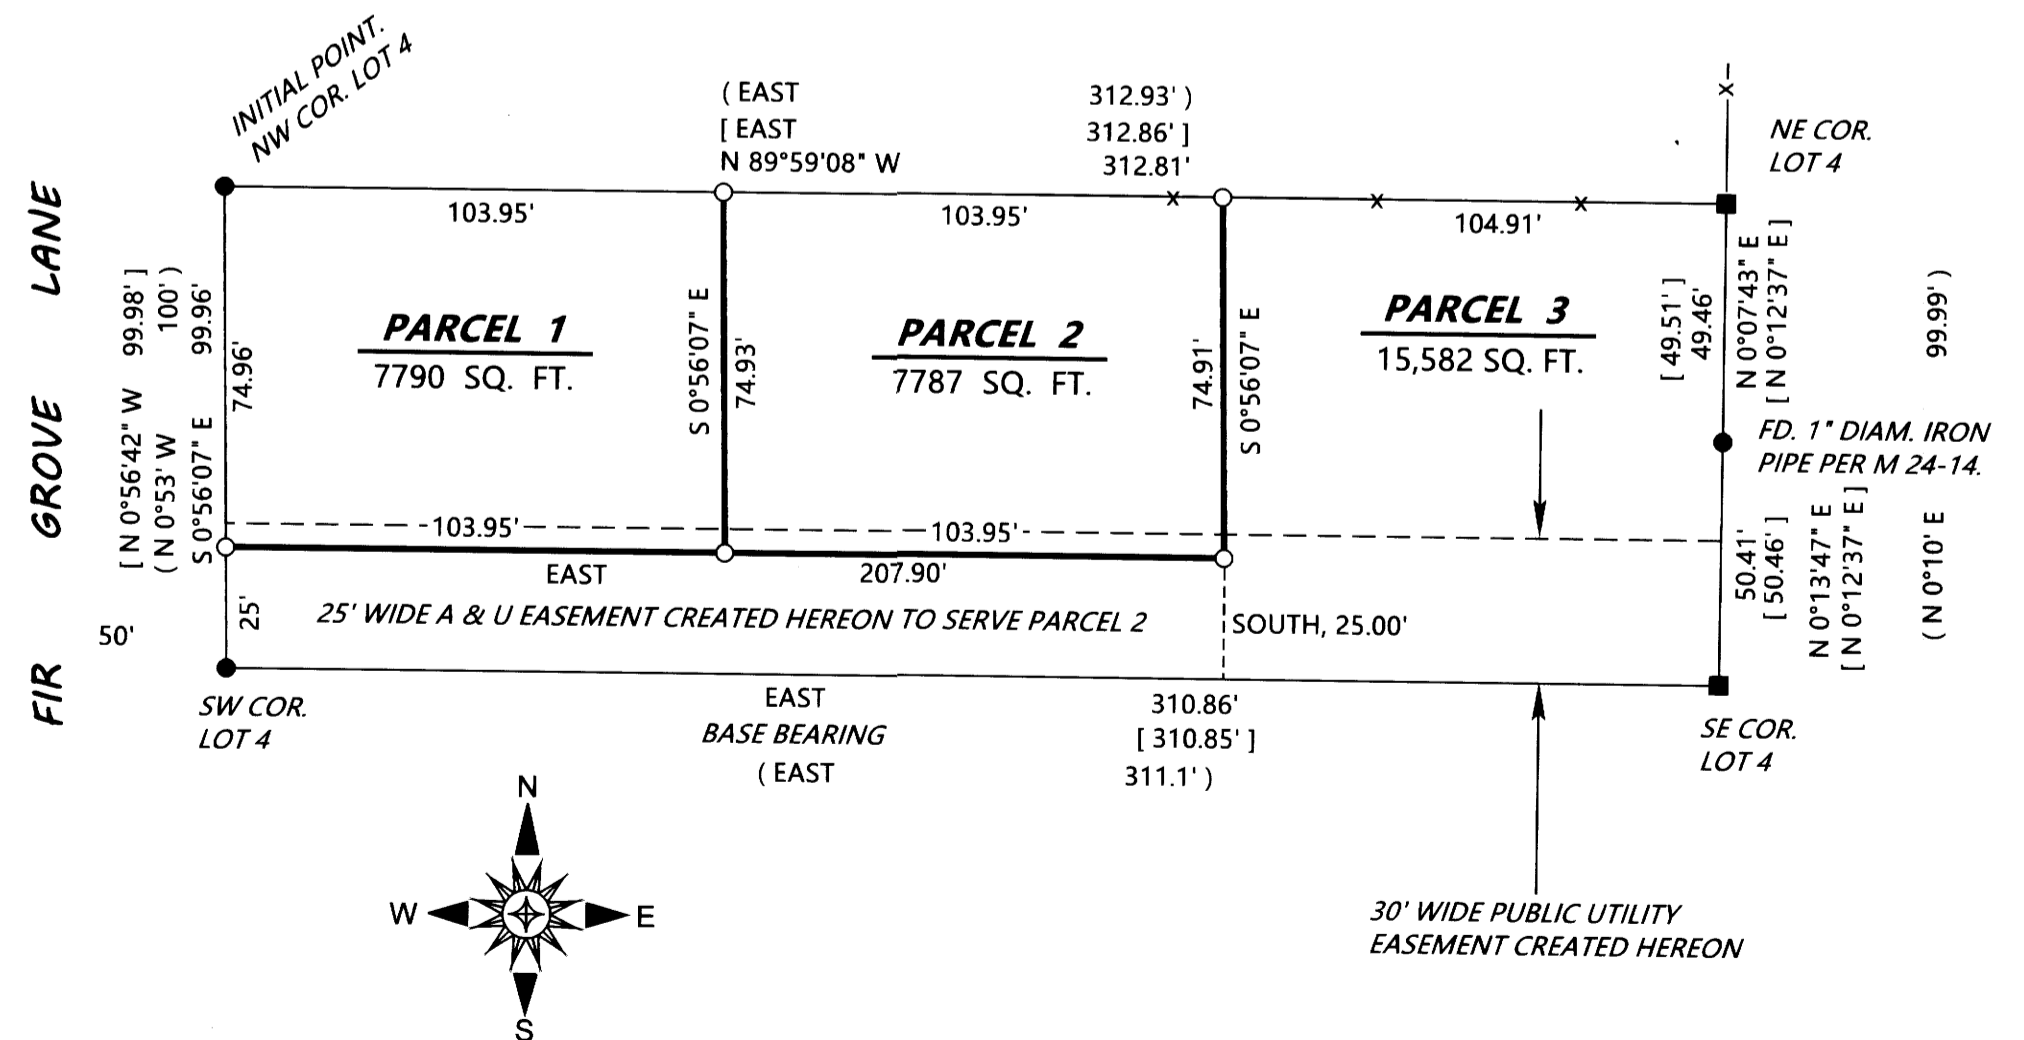 INITIAL POINT.
NW COR. LOT 4
( EAST 312.93' )
[ EAST 312.86' ]
N 89°59'08" W 312.81'
NE COR.
LOT 4
103.95'
103.95'
104.91'
FIR GROVE LANE
50'
[ N 0°56'42" W 99.98' ]
( N 0°53' W 100' )
S 0°56'07" E 99.96'
74.96'
25'
PARCEL 1
7790 SQ. FT.
S 0°56'07" E
74.93'
PARCEL 2
7787 SQ. FT.
74.91'
S 0°56'07" E
PARCEL 3
15,582 SQ. FT.
[ 49.51' ]
49.46'
N 0°07'43" E
[ N 0°12'37" E ]
FD. 1" DIAM. IRON
PIPE PER M 24-14.
50.41'
[ 50.46' ]
N 0°13'47" E
[ N 0°12'37" E ]
( N 0°10' E 99.99' )
103.95'
103.95'
EAST 207.90'
25' WIDE A & U EASEMENT CREATED HEREON TO SERVE PARCEL 2
SOUTH, 25.00'
SW COR.
LOT 4
EAST 310.86'
BASE BEARING [ 310.85' ]
( EAST 311.1' )
SE COR.
LOT 4
N
W E
S
30' WIDE PUBLIC UTILITY
EASEMENT CREATED HEREON